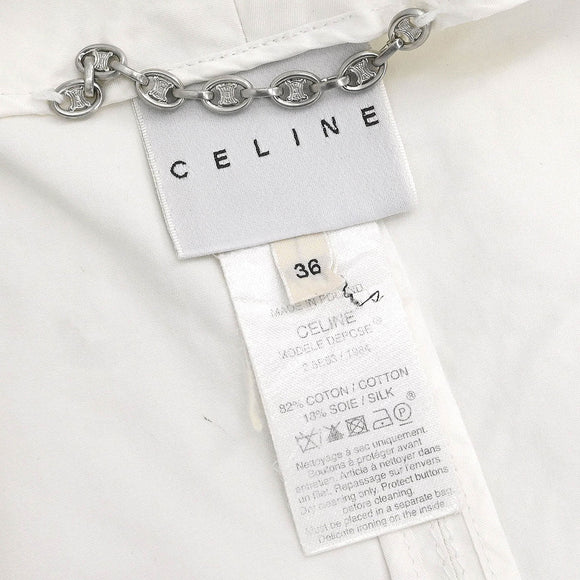 CELINE
36
MADE IN POLAND
CELINE
MODELE DEPOSE®
82% COTON / COTTON
18% SOIE / SILK
P
Nettoyage à sec uniquement.
Boutons à protéger avant
entretien. Article à nettoyer dans
un filet. Repassage sur l'envers
Dry cleaning only. Protect buttons
before cleaning.
Must be placed in a separate bag.
Delicate ironing on the inside